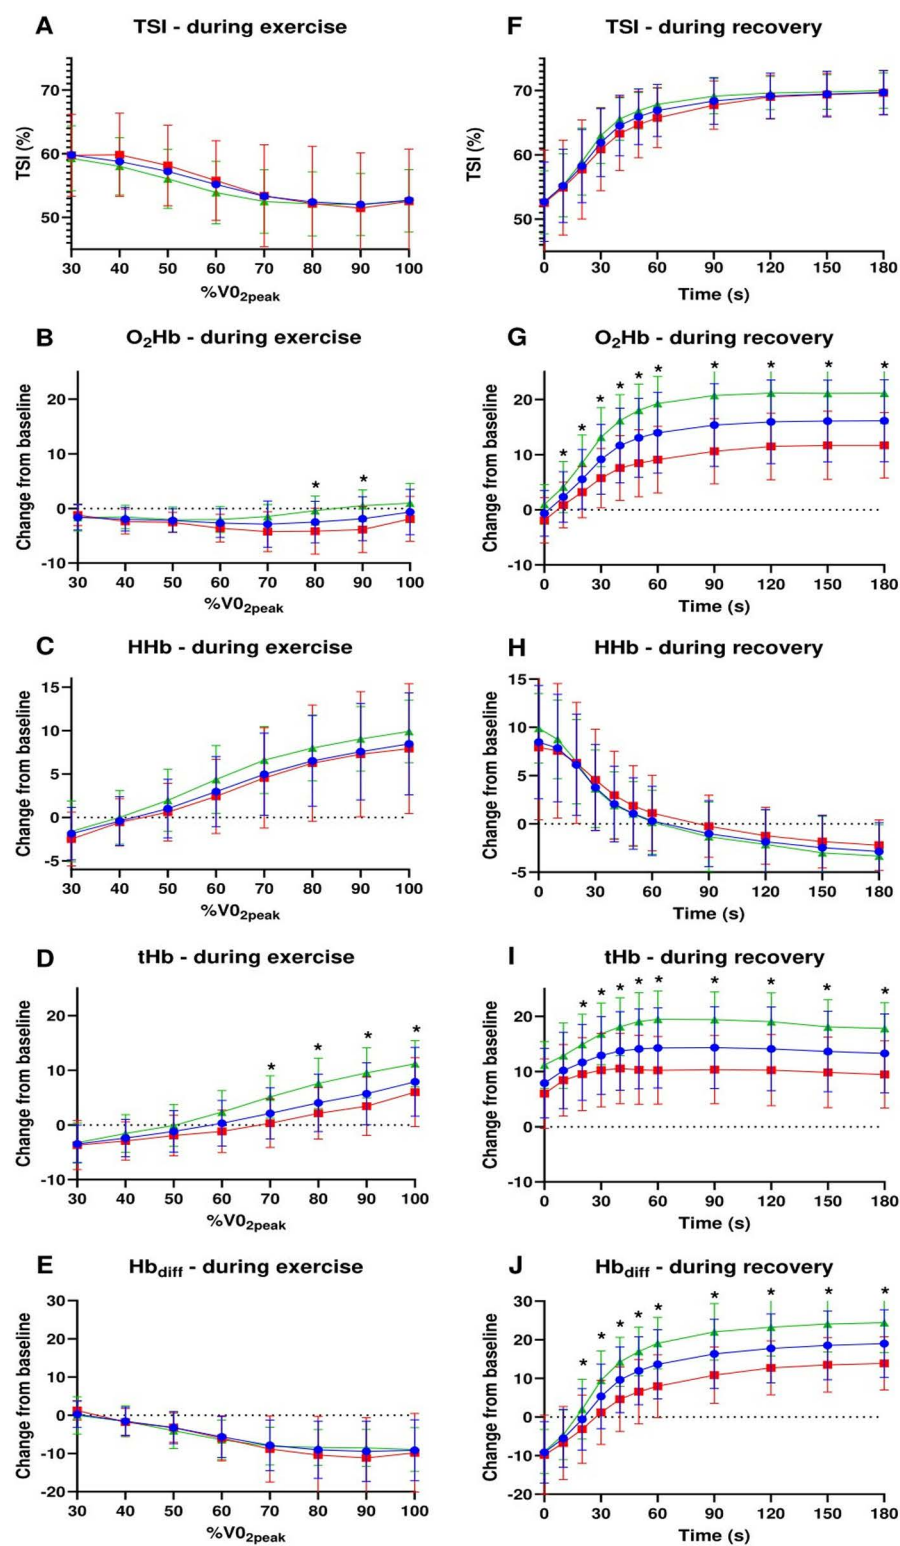 A TSI - during exercise
TSI (%)
70
60
50
30 40 50 60 70 80 90 100
%V0₂peak
F TSI - during recovery
TSI (%)
70
60
50
0 30 60 90 120 150 180
Time (s)
B O₂Hb - during exercise
Change from baseline
20
10
0
-10
* *
30 40 50 60 70 80 90 100
%V0₂peak
G O₂Hb - during recovery
Change from baseline
20
10
0
-10
* * * * * * * * * *
0 30 60 90 120 150 180
Time (s)
C HHb - during exercise
Change from baseline
15
10
5
0
-5
30 40 50 60 70 80 90 100
%V0₂peak
H HHb - during recovery
Change from baseline
15
10
5
0
-5
0 30 60 90 120 150 180
Time (s)
D tHb - during exercise
Change from baseline
20
10
0
-10
* * * *
30 40 50 60 70 80 90 100
%V0₂peak
I tHb - during recovery
Change from baseline
20
10
0
-10
* * * * * * * * *
0 30 60 90 120 150 180
Time (s)
E Hbdiff - during exercise
Change from baseline
30
20
10
0
-10
-20
30 40 50 60 70 80 90 100
%V0₂peak
J Hbdiff - during recovery
Change from baseline
30
20
10
0
-10
-20
* * * * * * * * *
0 30 60 90 120 150 180
Time (s)